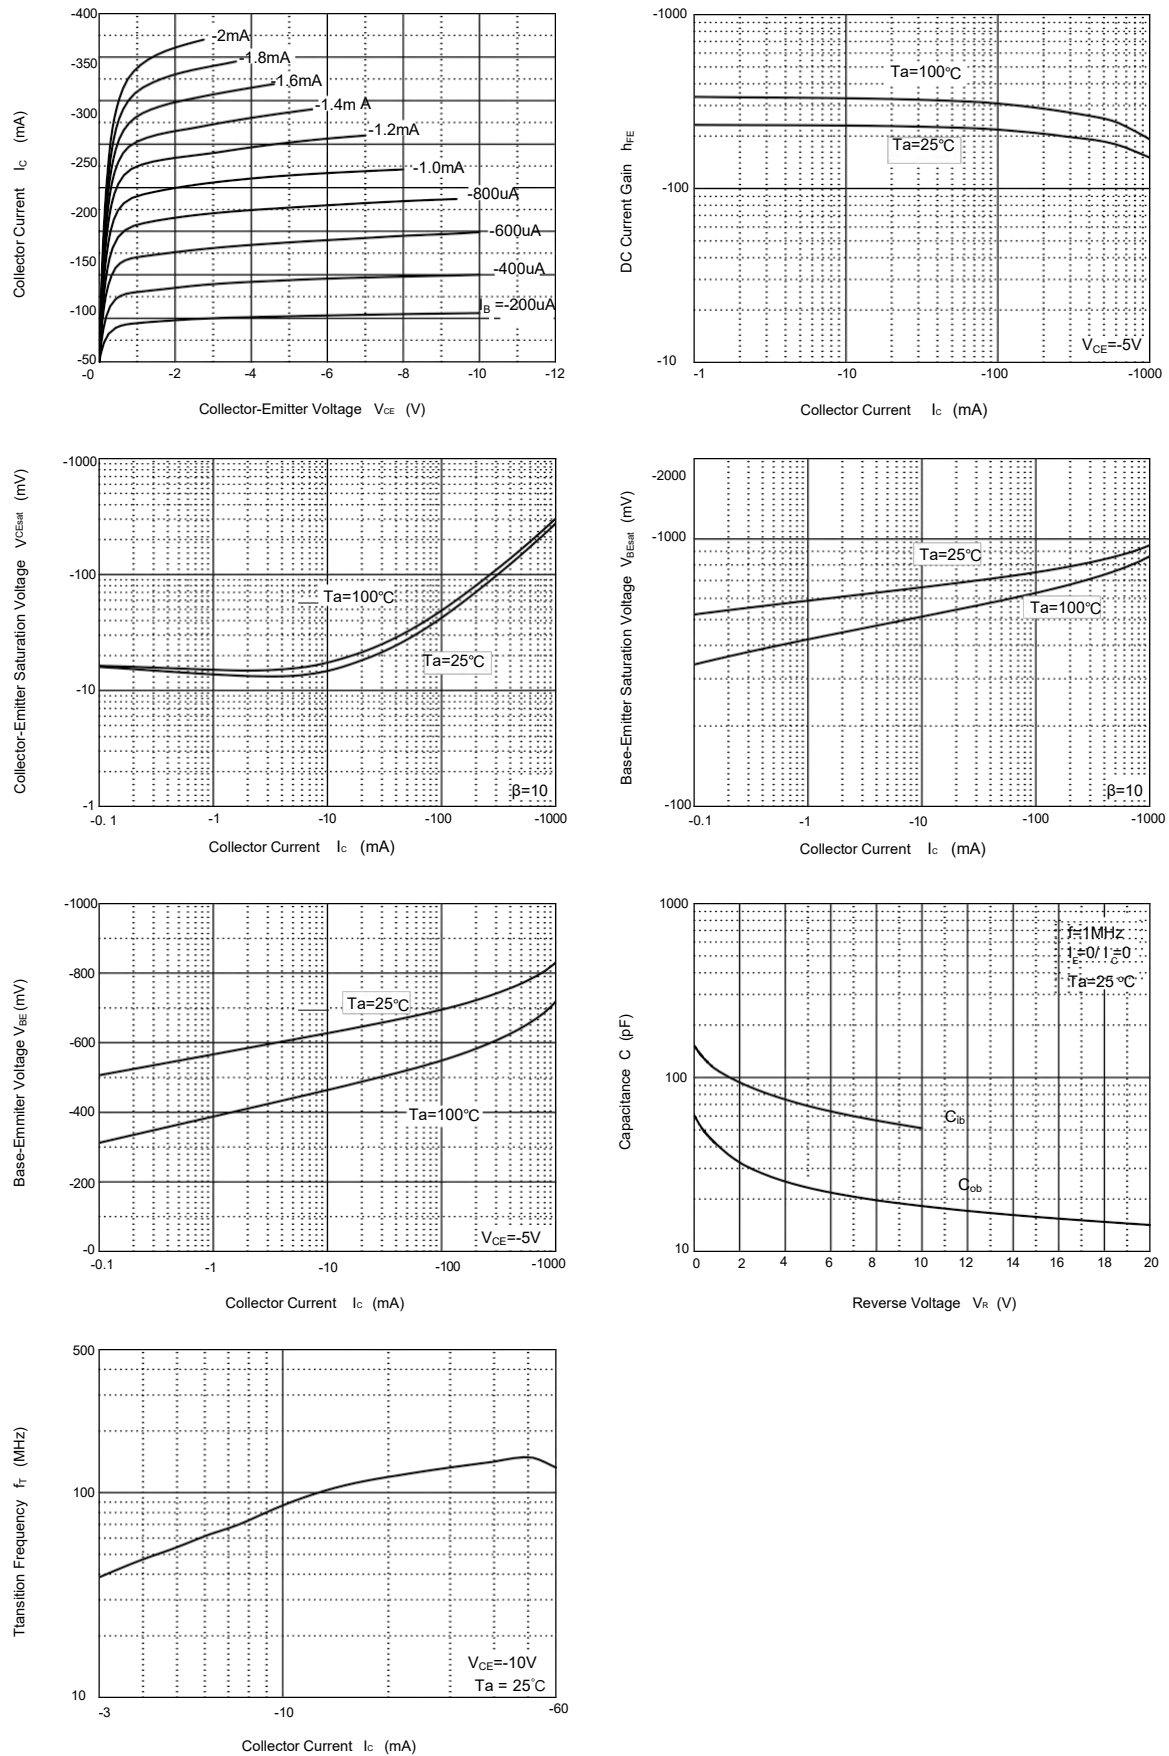 -400
-350
-300
-250
-200
-150
-100
-50
Collector Current IC (mA)
-2mA
-1.8mA
-1.6mA
-1.4m A
-1.2mA
-1.0mA
-800uA
-600uA
-400uA
IB =-200uA
-0 -2 -4 -6 -8 -10 -12
Collector-Emitter Voltage VCE (V)
-1000
-100
-10
DC Current Gain hFE
Ta=100℃
Ta=25℃
VCE=-5V
-1 -10 -100 -1000
Collector Current IC (mA)
-1000
-100
-10
-1
Collector-Emitter Saturation Voltage VCEsat (mV)
Ta=100℃
Ta=25℃
β=10
-0.1 -1 -10 -100 -1000
Collector Current IC (mA)
-2000
-1000
-100
Base-Emitter Saturation Voltage VBEsat (mV)
Ta=25℃
Ta=100℃
β=10
-0.1 -1 -10 -100 -1000
Collector Current IC (mA)
-1000
-800
-600
-400
-200
-0
Base-Emmiter Voltage VBE (mV)
Ta=25℃
Ta=100℃
VCE=-5V
-0.1 -1 -10 -100 -1000
Collector Current IC (mA)
1000
100
10
Capacitance C (pF)
f=1MHz
IE=0/ IC=0
Ta=25 ℃
Cib
Cob
0 2 4 6 8 10 12 14 16 18 20
Reverse Voltage VR (V)
500
100
10
Ttansition Frequency fT (MHz)
VCE=-10V
Ta = 25℃
-3 -10 -60
Collector Current IC (mA)